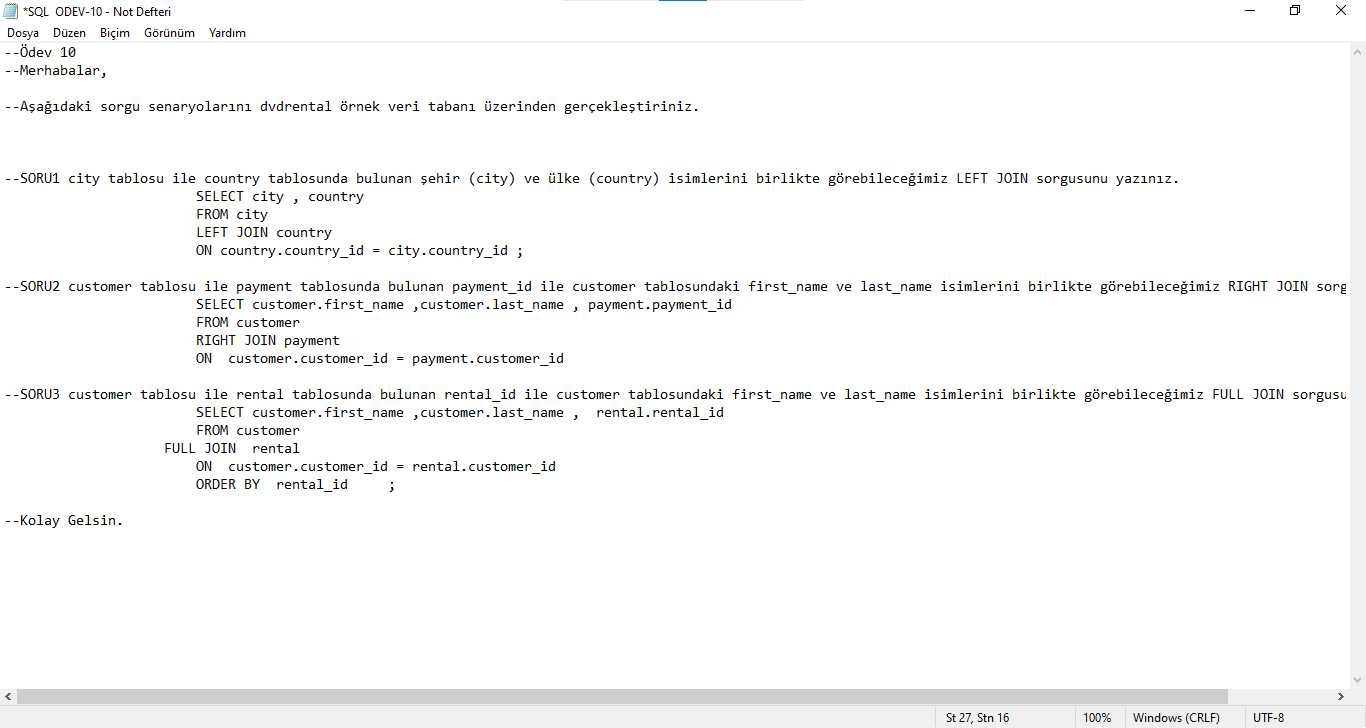 *SQL  ODEV-10 - Not Defteri
Dosya Düzen Biçim Görünüm Yardım
--Ödev 10
--Merhabalar,
--Aşağıdaki sorgu senaryolarını dvdrental örnek veri tabanı üzerinden gerçekleştiriniz.
--SORU1 city tablosu ile country tablosunda bulunan şehir (city) ve ülke (country) isimlerini birlikte görebileceğimiz LEFT JOIN sorgusunu yazınız.
SELECT city , country
FROM city
LEFT JOIN country
ON country.country_id = city.country_id ;
--SORU2 customer tablosu ile payment tablosunda bulunan payment_id ile customer tablosundaki first_name ve last_name isimlerini birlikte görebileceğimiz RIGHT JOIN sorg
SELECT customer.first_name ,customer.last_name , payment.payment_id
FROM customer
RIGHT JOIN payment
ON  customer.customer_id = payment.customer_id
--SORU3 customer tablosu ile rental tablosunda bulunan rental_id ile customer tablosundaki first_name ve last_name isimlerini birlikte görebileceğimiz FULL JOIN sorgusu
SELECT customer.first_name ,customer.last_name ,  rental.rental_id
FROM customer
FULL JOIN  rental
ON  customer.customer_id = rental.customer_id
ORDER BY  rental_id     ;
--Kolay Gelsin.
St 27, Stn 16 100% Windows (CRLF) UTF-8